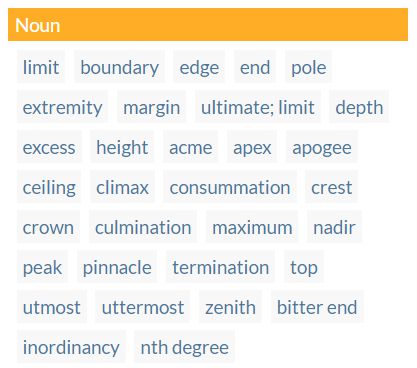 Noun
limit boundary edge end pole
extremity margin ultimate; limit depth
excess height acme apex apogee
ceiling climax consummation crest
crown culmination maximum nadir
peak pinnacle termination top
utmost uttermost zenith bitter end
inordinancy nth degree